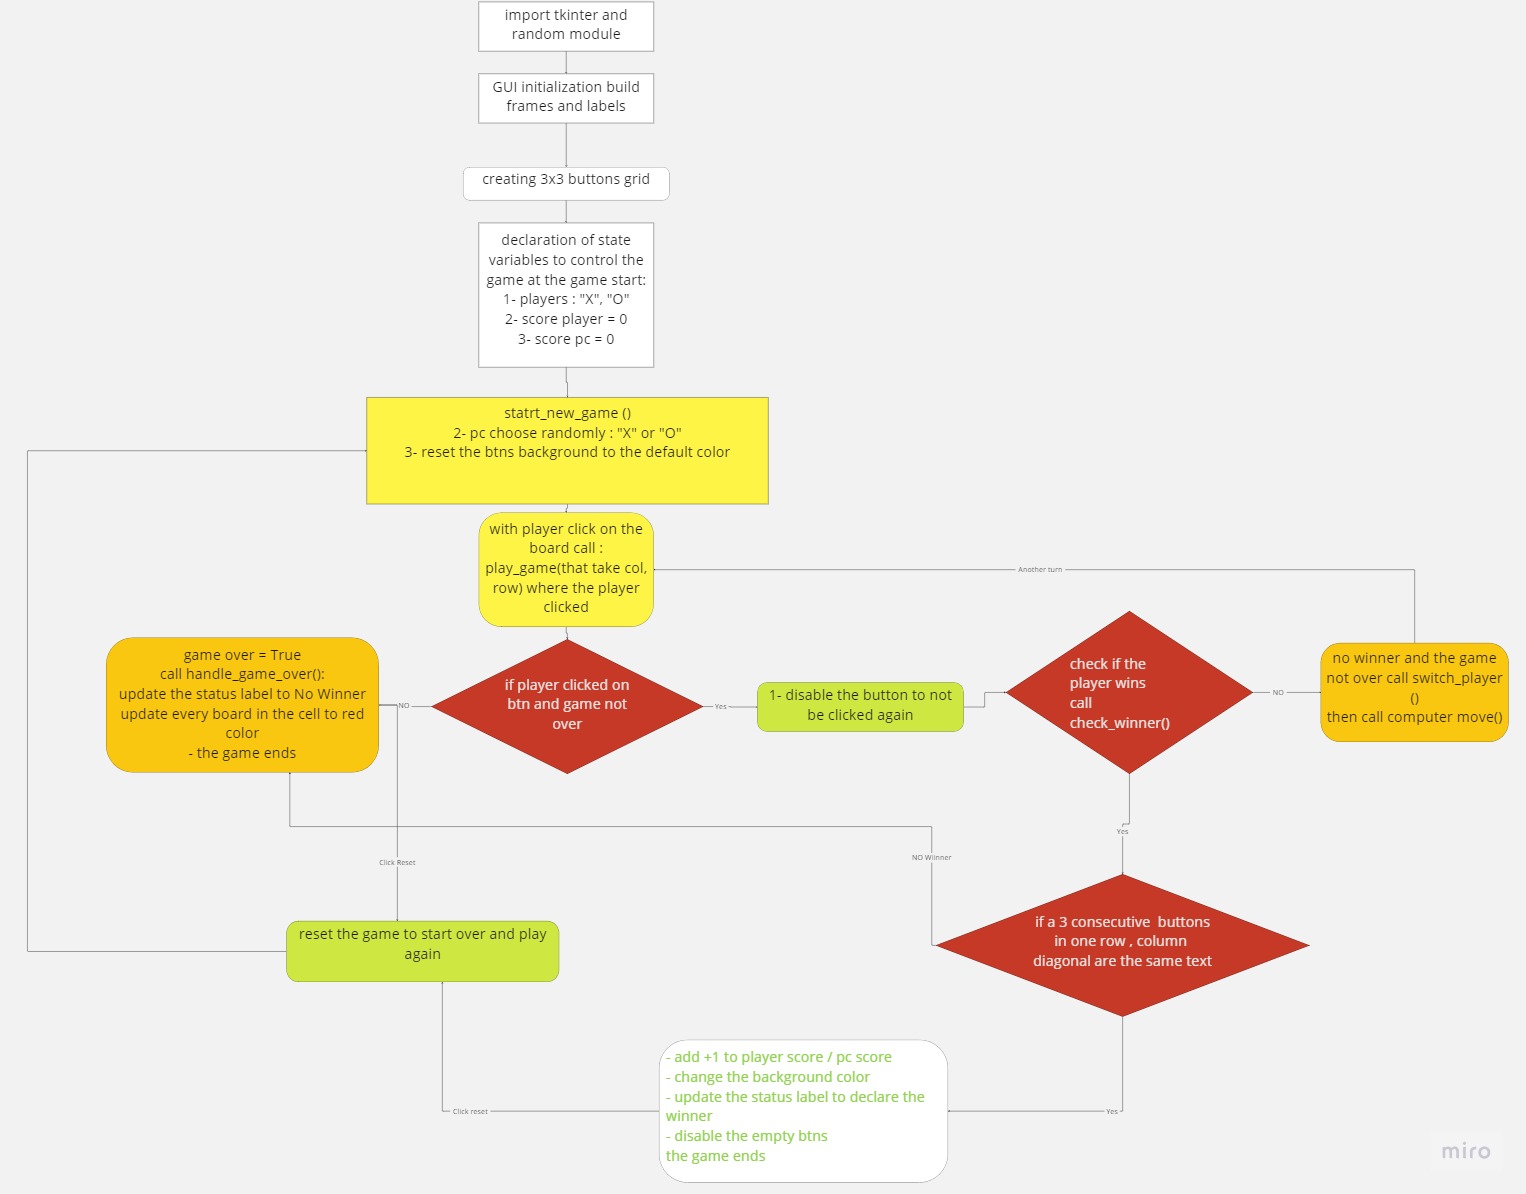 import tkinter and
random module
GUI initialization build
frames and labels
creating 3x3 buttons grid
declaration of state
variables to control the
game at the game start:
1- players : "X", "O"
2- score player = 0
3- score pc = 0
statrt_new_game ()
2- pc choose randomly : "X" or "O"
3- reset the btns background to the default color
with player click on the
board call :
play_game(that take col,
row) where the player
clicked
Another turn
game over = True
call handle_game_over():
update the status label to No Winner
update every board in the cell to red
color
- the game ends
NO
if player clicked on
btn and game not
over
Yes
1- disable the button to not
be clicked again
check if the
player wins
call
check_winner()
NO
no winner and the game
not over call switch_player
()
then call computer move()
Yes
Click Reset
NO Wiinner
reset the game to start over and play
again
if a 3 consecutive  buttons
in one row , column
diagonal are the same text
- add +1 to player score / pc score
- change the background color
- update the status label to declare the
winner
- disable the empty btns
the game ends
Click reset
Yes
miro